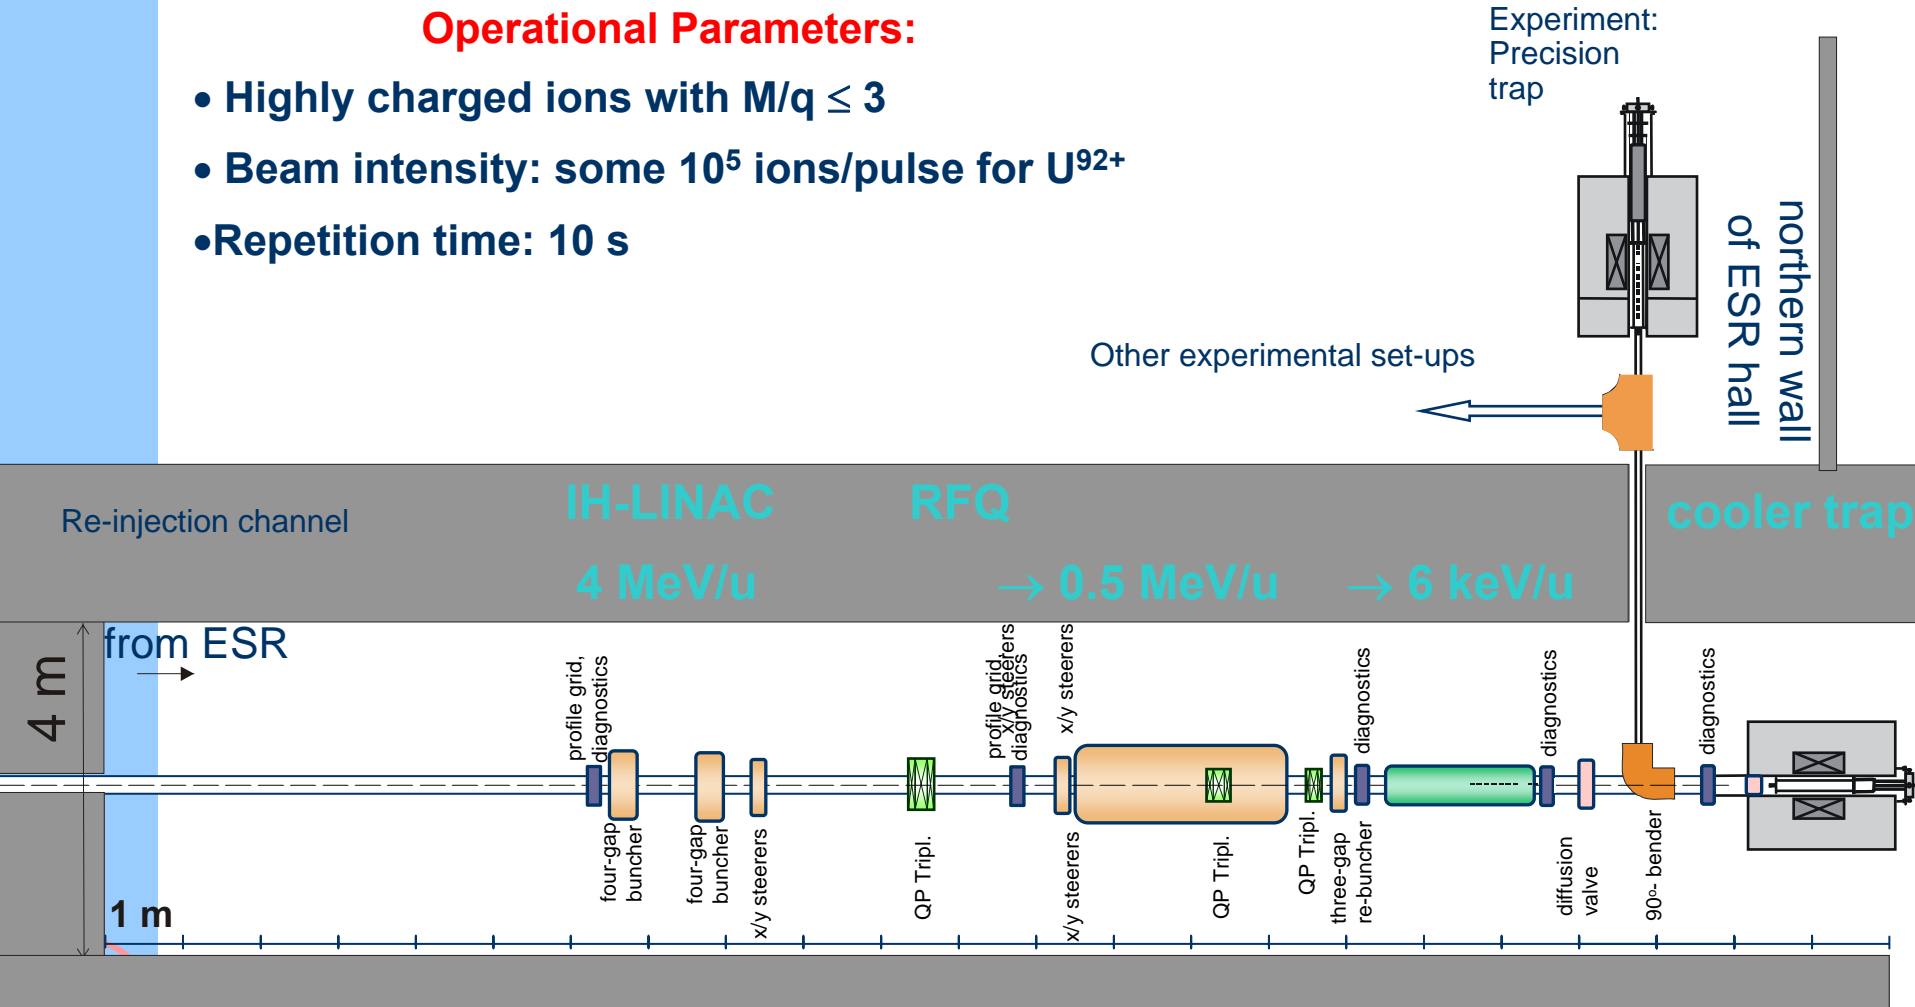 Operational Parameters:
• Highly charged ions with M/q ≤ 3
• Beam intensity: some 10⁵ ions/pulse for U⁹²⁺
•Repetition time: 10 s
Experiment:
Precision
trap
northern wall
of ESR hall
Other experimental set-ups
IH-LINAC
RFQ
cooler trap
Re-injection channel
4 MeV/u
→ 0.5 MeV/u
→ 6 keV/u
from ESR
4 m
profile grid,
diagnostics
profile grid,
diagnostics
x/y steerers
x/y steerers
diagnostics
diagnostics
diagnostics
four-gap
buncher
four-gap
buncher
x/y steerers
QP Tripl.
x/y steerers
QP Tripl.
QP Tripl.
three-gap
re-buncher
diffusion
valve
90º- bender
1 m